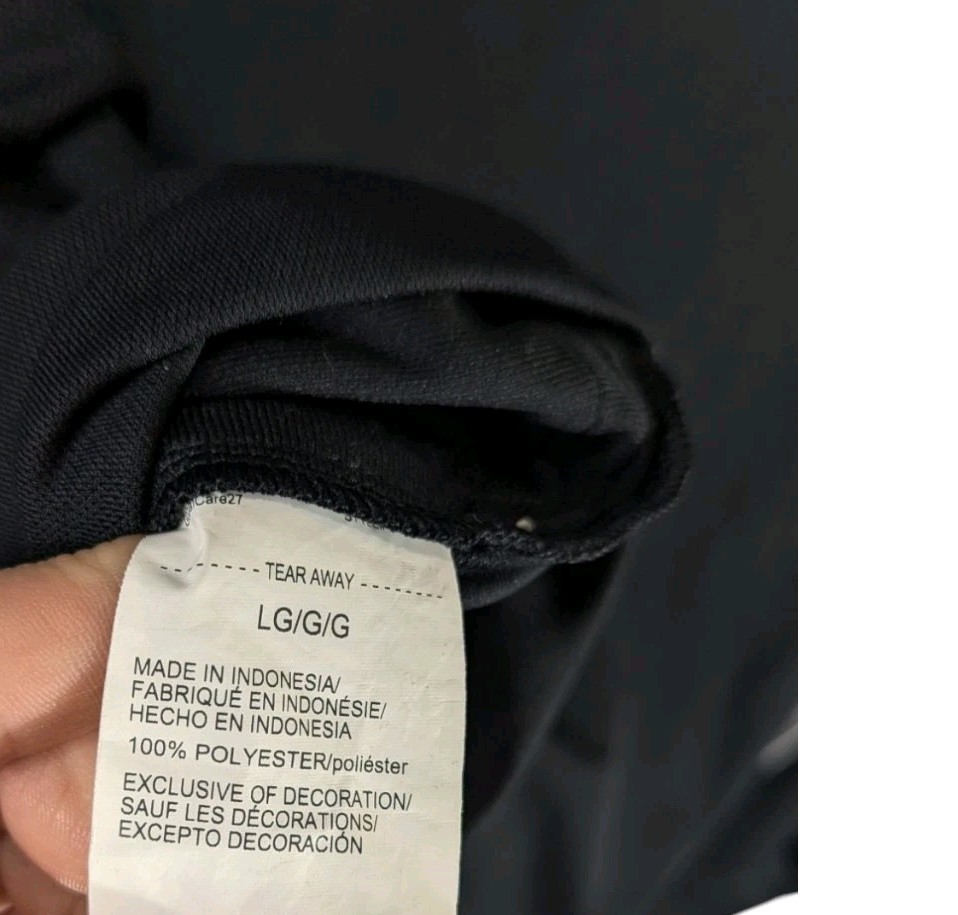 Care27
TEAR AWAY
LG/G/G
MADE IN INDONESIA/
FABRIQUÉ EN INDONÉSIE/
HECHO EN INDONESIA
100% POLYESTER/poliéster
EXCLUSIVE OF DECORATION/
SAUF LES DÉCORATIONS/
EXCEPTO DECORACIÓN